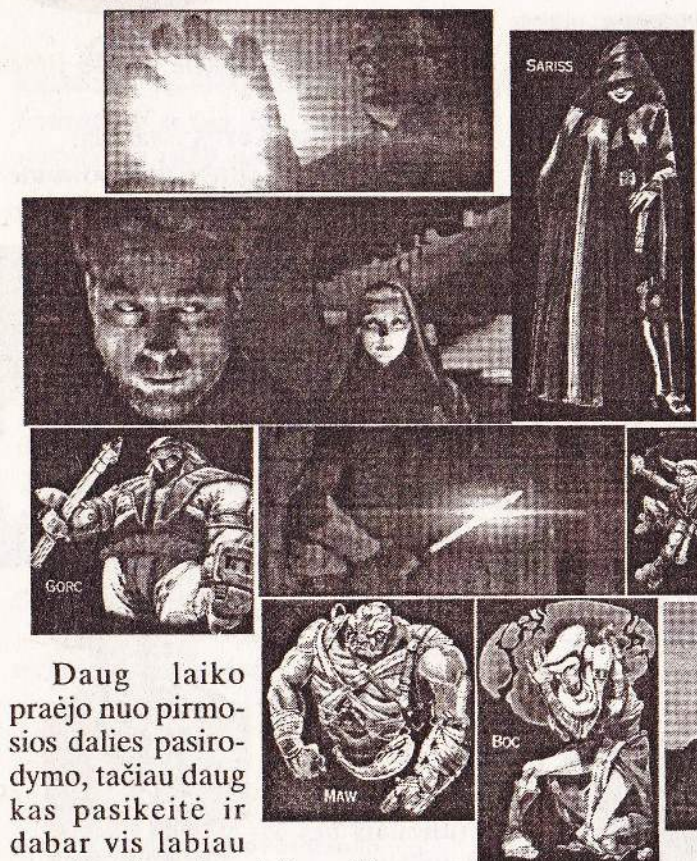 SARISS
GORC
MAW
BOC
Daug laiko
praėjo nuo pirmo-
sios dalies pasiro-
dymo, tačiau daug
kas pasikeitė ir
dabar vis labiau